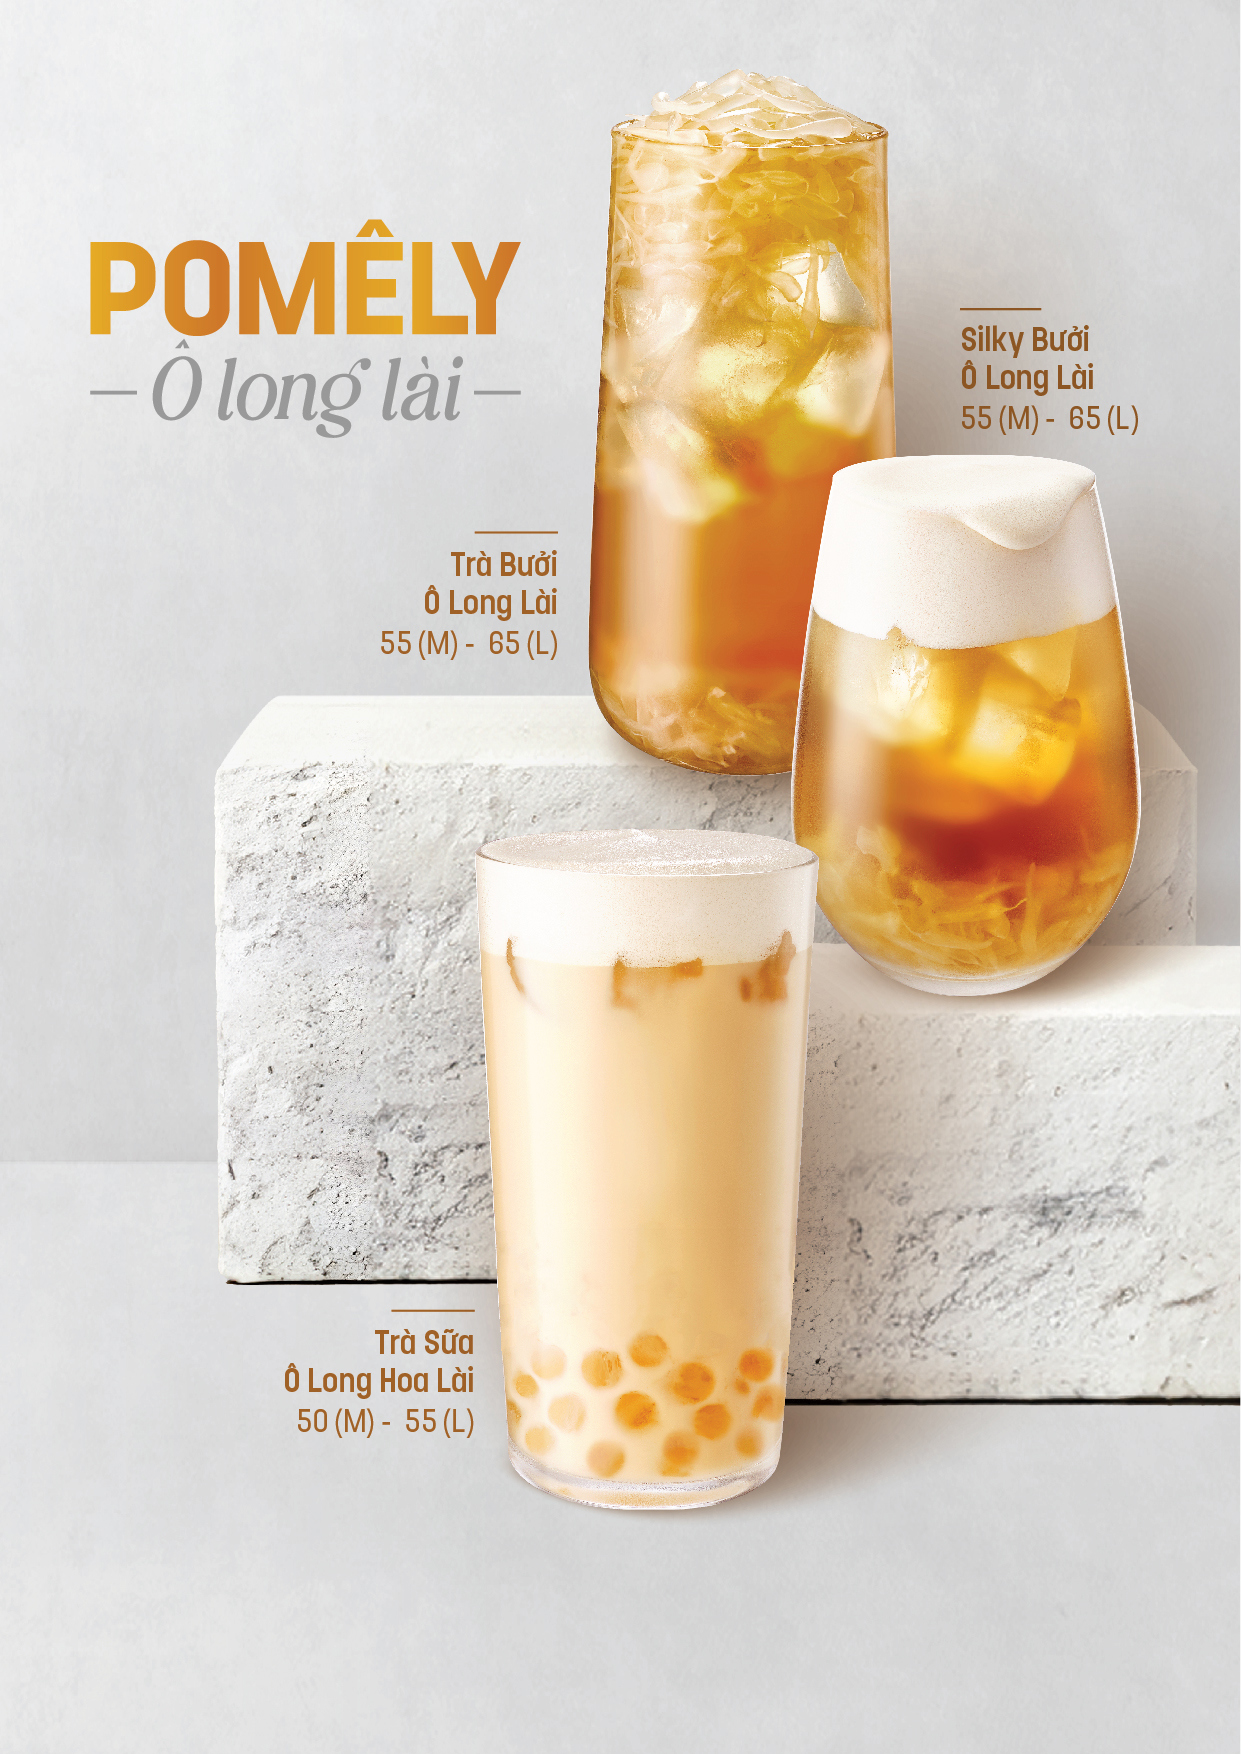 POMÊLY
Ô long lài
Silky Bưởi
Ô Long Lài
55 (M) - 65 (L)
Trà Bưởi
Ô Long Lài
55 (M) - 65 (L)
Trà Sữa
Ô Long Hoa Lài
50 (M) - 55 (L)